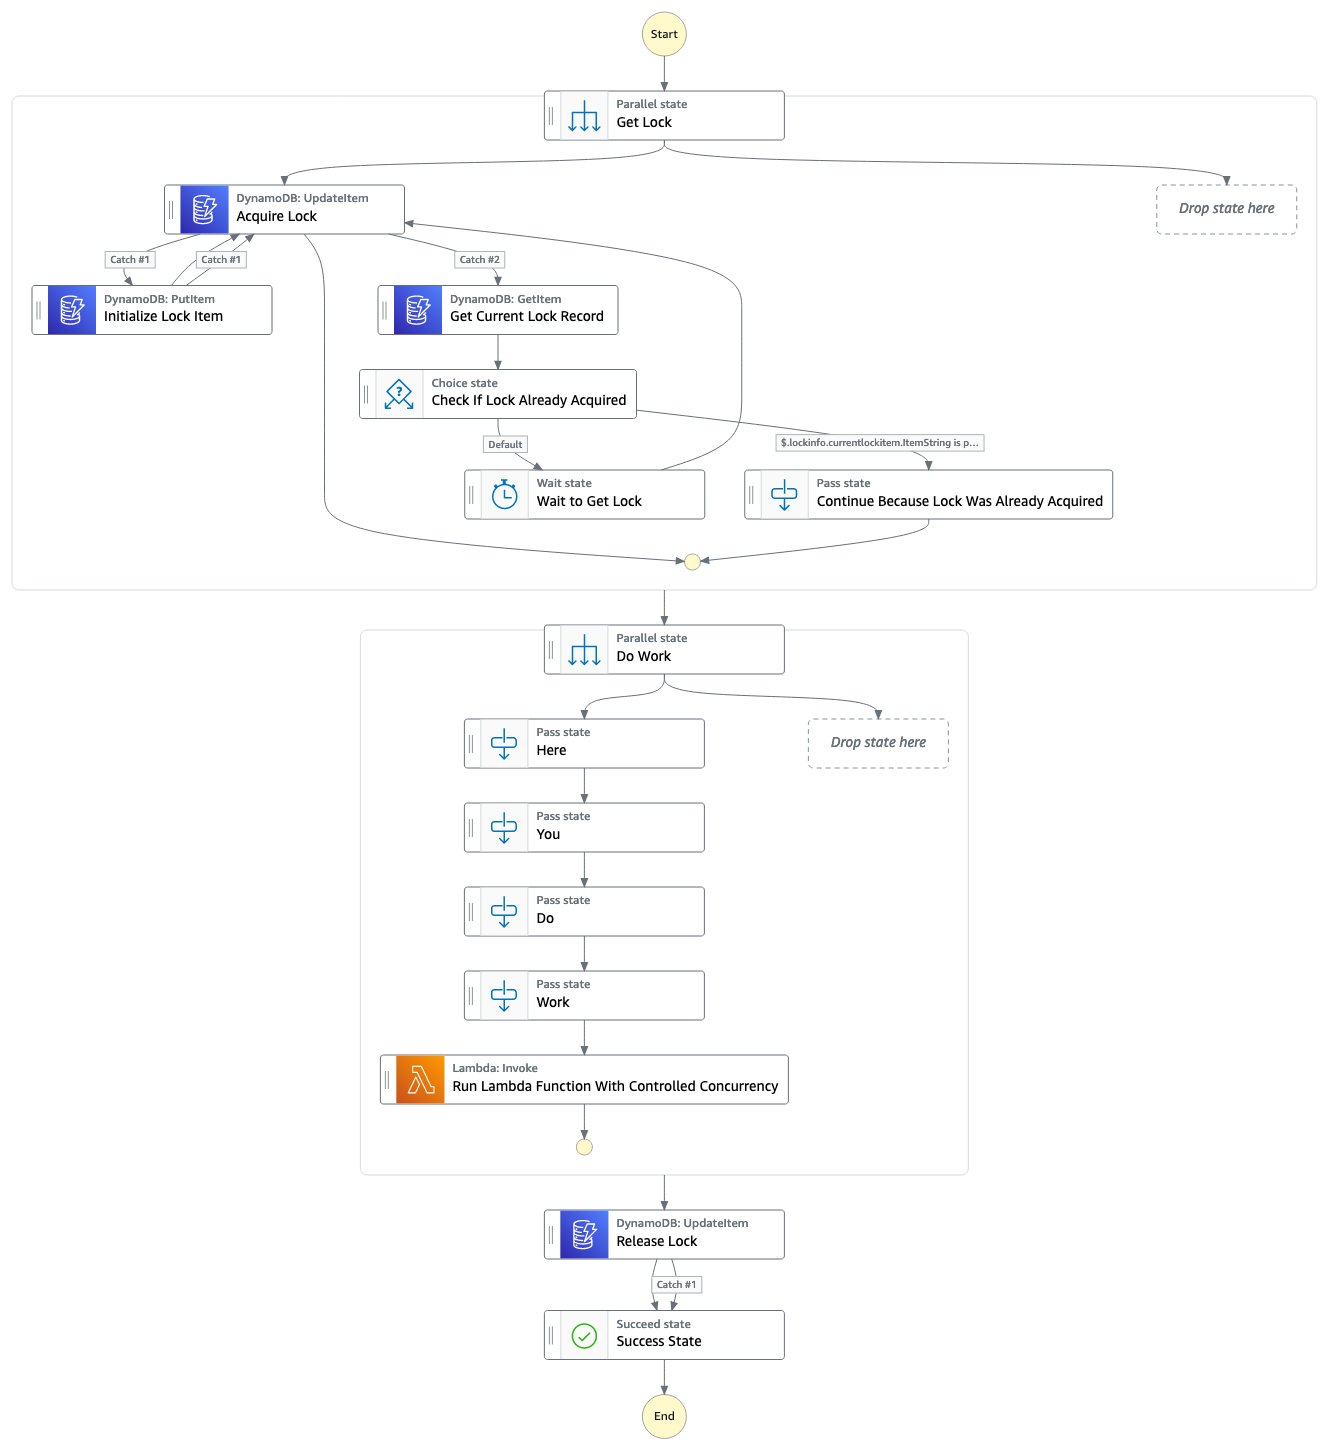 Start
Parallel state
Get Lock
DynamoDB: UpdateItem
Acquire Lock
Drop state here
Catch #1
Catch #1
Catch #2
DynamoDB: PutItem
Initialize Lock Item
DynamoDB: GetItem
Get Current Lock Record
Choice state
Check If Lock Already Acquired
Default
$.lockinfo.currentlockitem.ItemString is p...
Wait state
Wait to Get Lock
Pass state
Continue Because Lock Was Already Acquired
Parallel state
Do Work
Pass state
Here
Drop state here
Pass state
You
Pass state
Do
Pass state
Work
Lambda: Invoke
Run Lambda Function With Controlled Concurrency
DynamoDB: UpdateItem
Release Lock
Catch #1
Succeed state
Success State
End